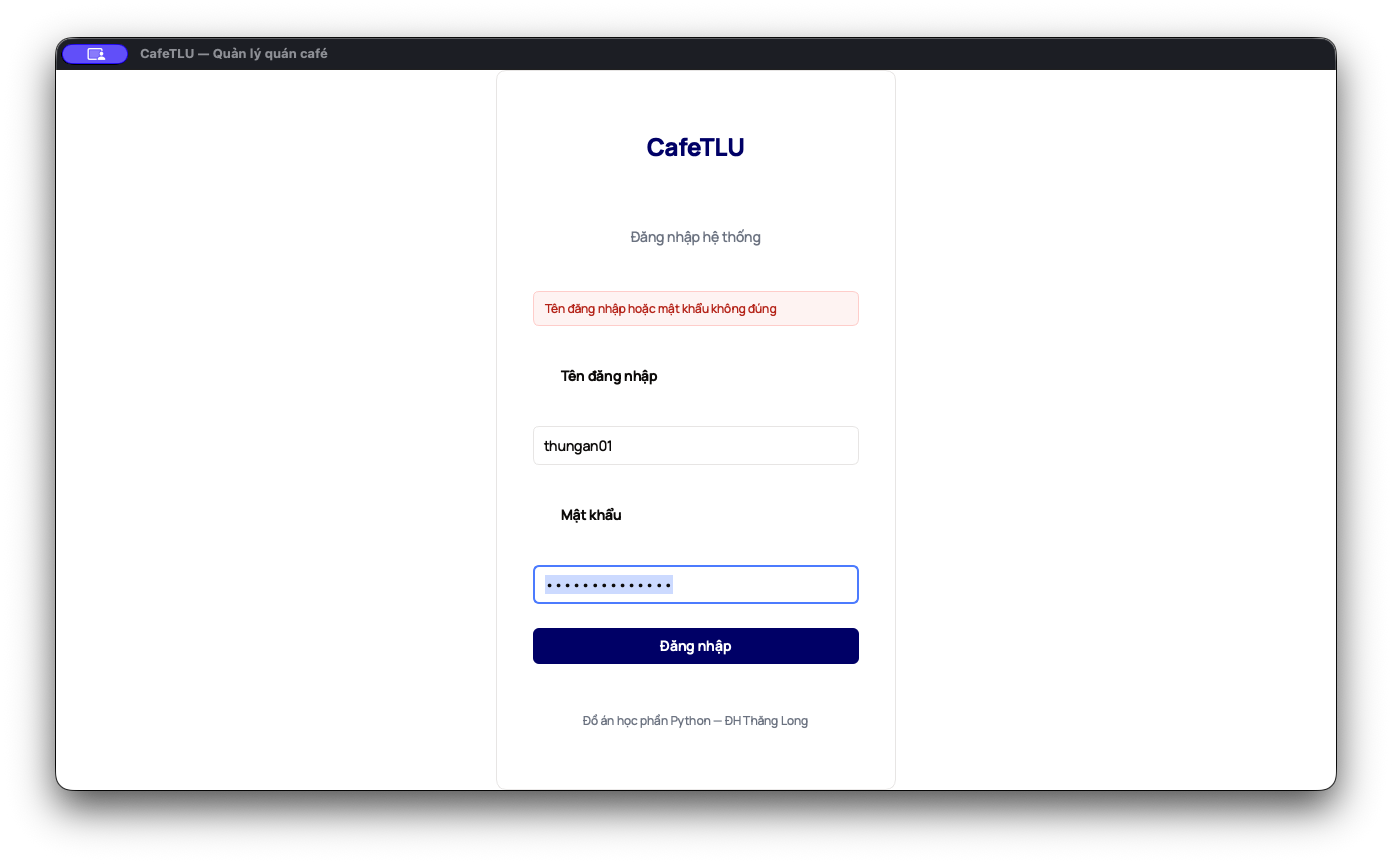 CafeTLU — Quản lý quán café
CafeTLU
Đăng nhập hệ thống
Tên đăng nhập hoặc mật khẩu không đúng
Tên đăng nhập
thungan01
Mật khẩu
••••••••••••••
Đăng nhập
Đồ án học phần Python — ĐH Thăng Long